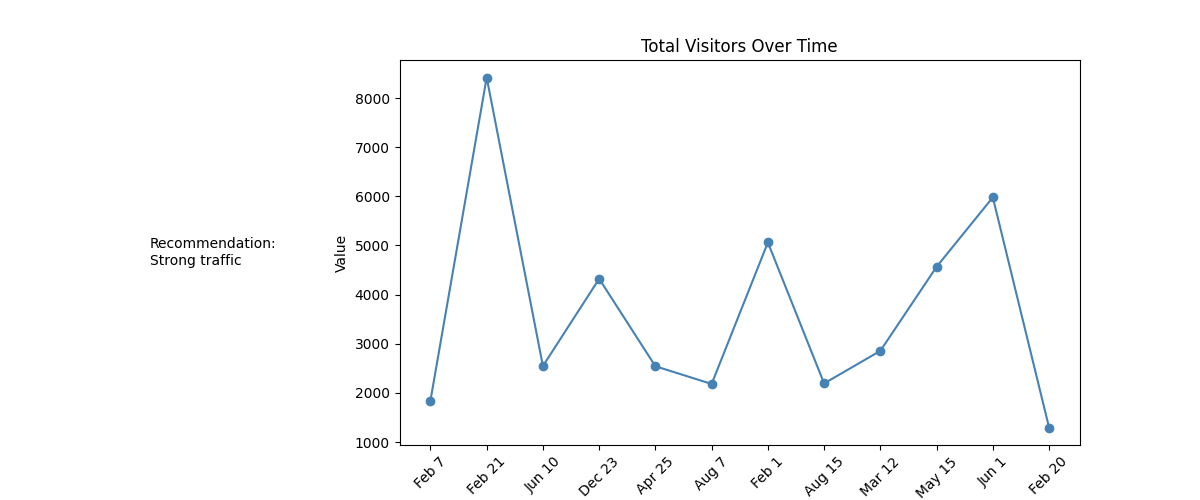 Total Visitors Over Time
Recommendation:
Strong traffic
Value
8000
7000
6000
5000
4000
3000
2000
1000
Feb 7
Feb 21
Jun 10
Dec 23
Apr 25
Aug 7
Feb 1
Aug 15
Mar 12
May 15
Jun 1
Feb 20